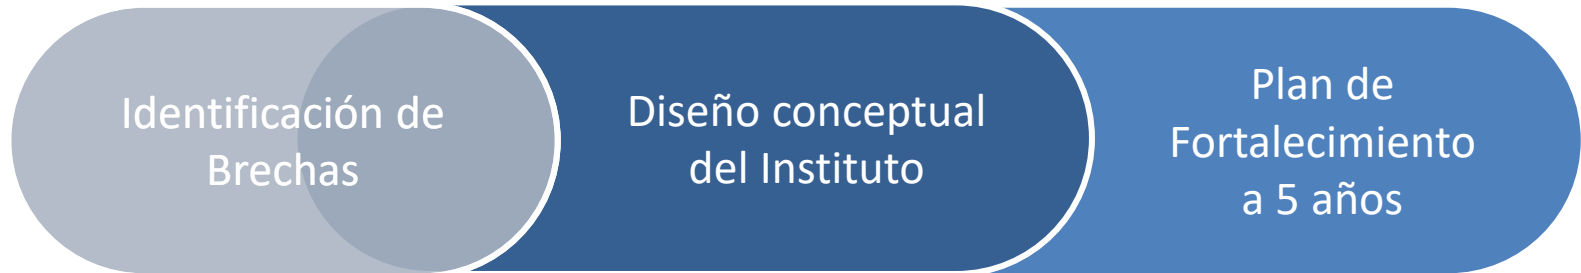 Identificación de
Brechas
Diseño conceptual
del Instituto
Plan de
Fortalecimiento
a 5 años